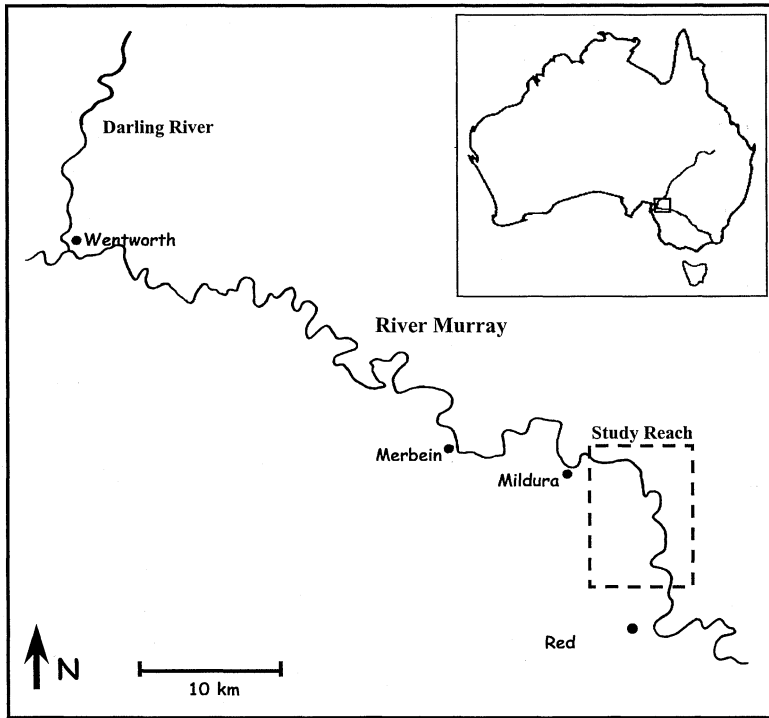 Darling River
Wentworth
River Murray
Study Reach
Merbein
Mildura
Red
N
10 km